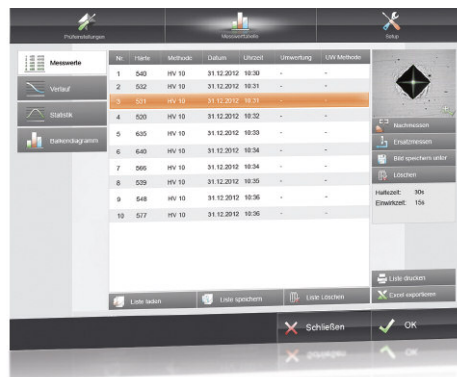 Prüfeinstellungen Messwerttabelle Setup
Messwerte
Verlauf
Statistik
Balkendiagramm
Nr. Härte Methode Datum Uhrzeit Umwertung UW Methode
1 540 HV 10 31.12.2012 10:30 - -
2 532 HV 10 31.12.2012 10:31 - -
3 531 HV 10 31.12.2012 10:31 - -
4 520 HV 10 31.12.2012 10:32 - -
5 635 HV 10 31.12.2012 10:33 - -
6 640 HV 10 31.12.2012 10:34 - -
7 566 HV 10 31.12.2012 10:34 - -
8 539 HV 10 31.12.2012 10:35 - -
9 548 HV 10 31.12.2012 10:36 - -
10 577 HV 10 31.12.2012 10:36 - -
Nachmessen
Ersatzmessen
Bild speichern unter
Löschen
Haltezeit: 30s
Einwirkzeit: 15s
Liste drucken
Excel exportieren
Liste laden Liste speichern Liste Löschen
Schließen OK